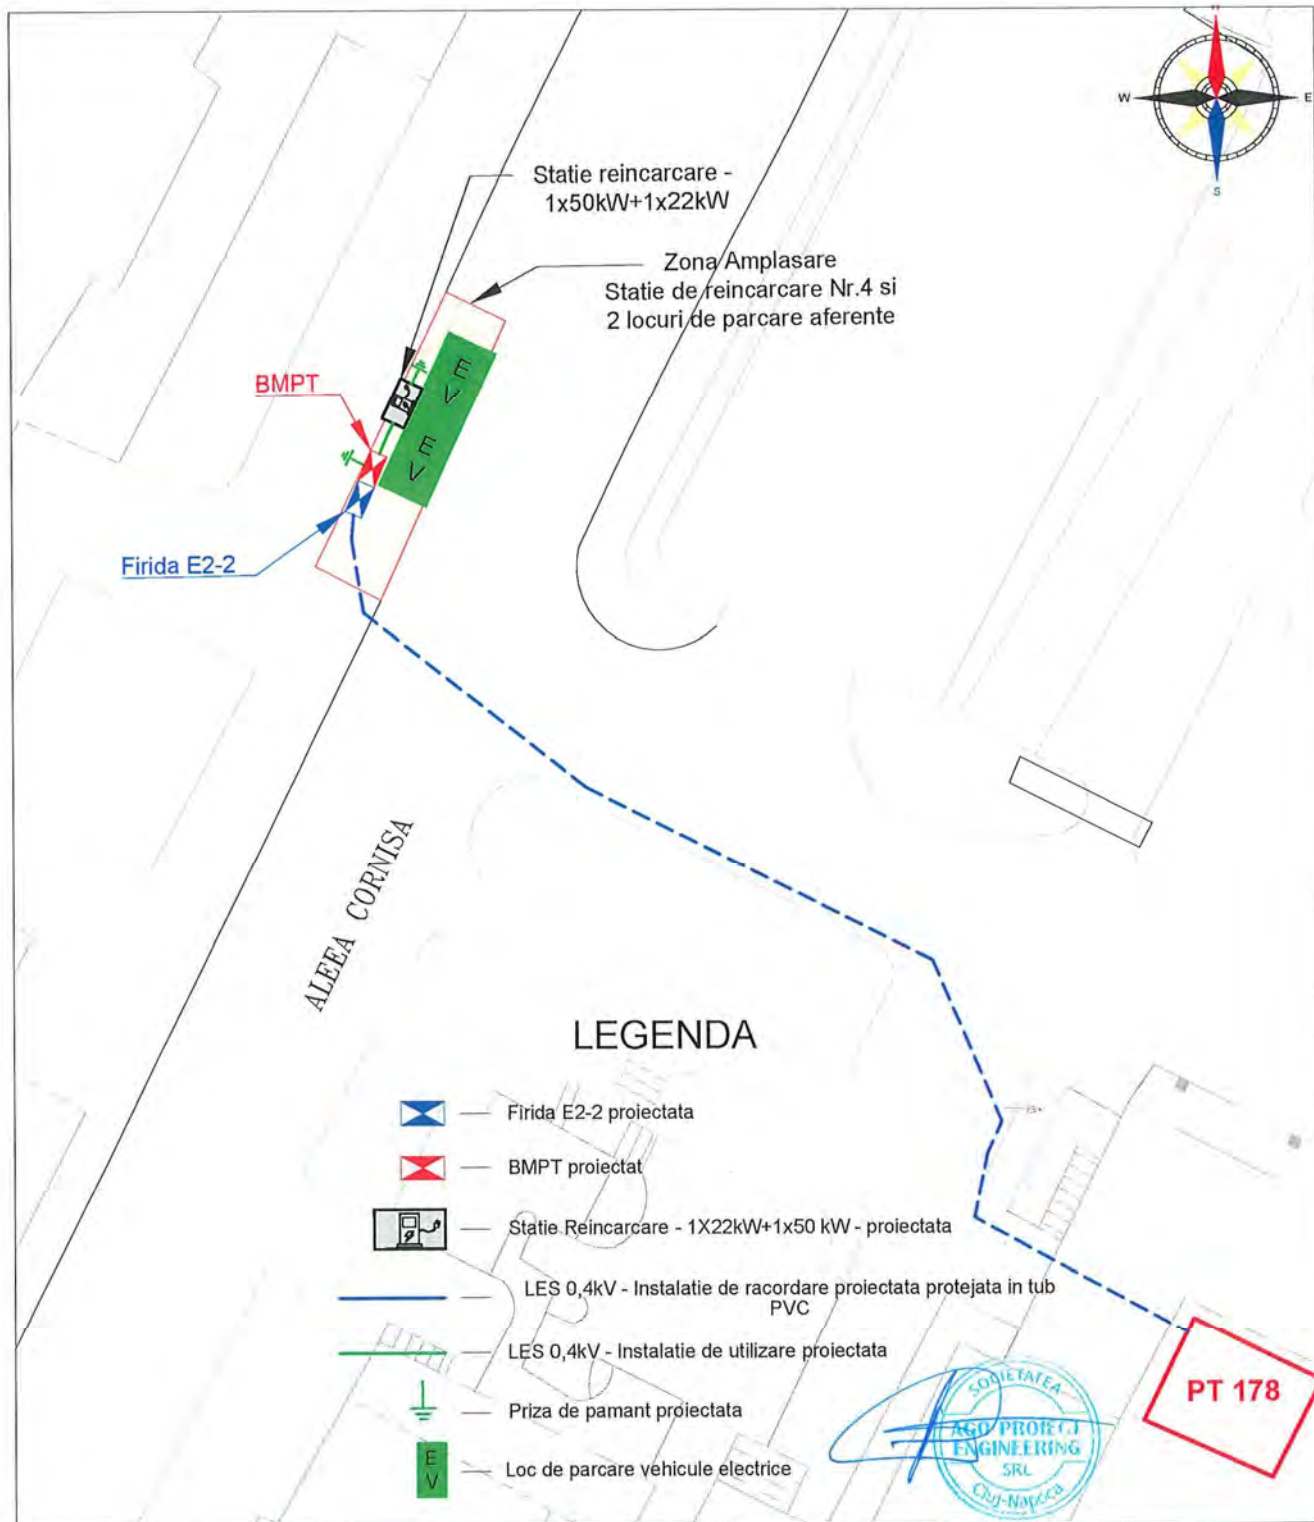 N
W
E
S
Statie reincarcare -
1x50kW+1x22kW
Zona Amplasare
Statie de reincarcare Nr.4 si
2 locuri de parcare aferente
BMPT
EV
EV
Firida E2-2
ALEEA CORNISA
LEGENDA
Firida E2-2 proiectata
BMPT proiectat
Statie Reincarcare - 1X22kW+1x50 kW - proiectata
LES 0,4kV - Instalatie de racordare proiectata protejata in tub
PVC
LES 0,4kV - Instalatie de utilizare proiectata
Priza de pamant proiectata
EV
Loc de parcare vehicule electrice
PT 178
SOCIETATEA
AGO PROIECT
ENGINEERING
SRL
Cluj-Napoca